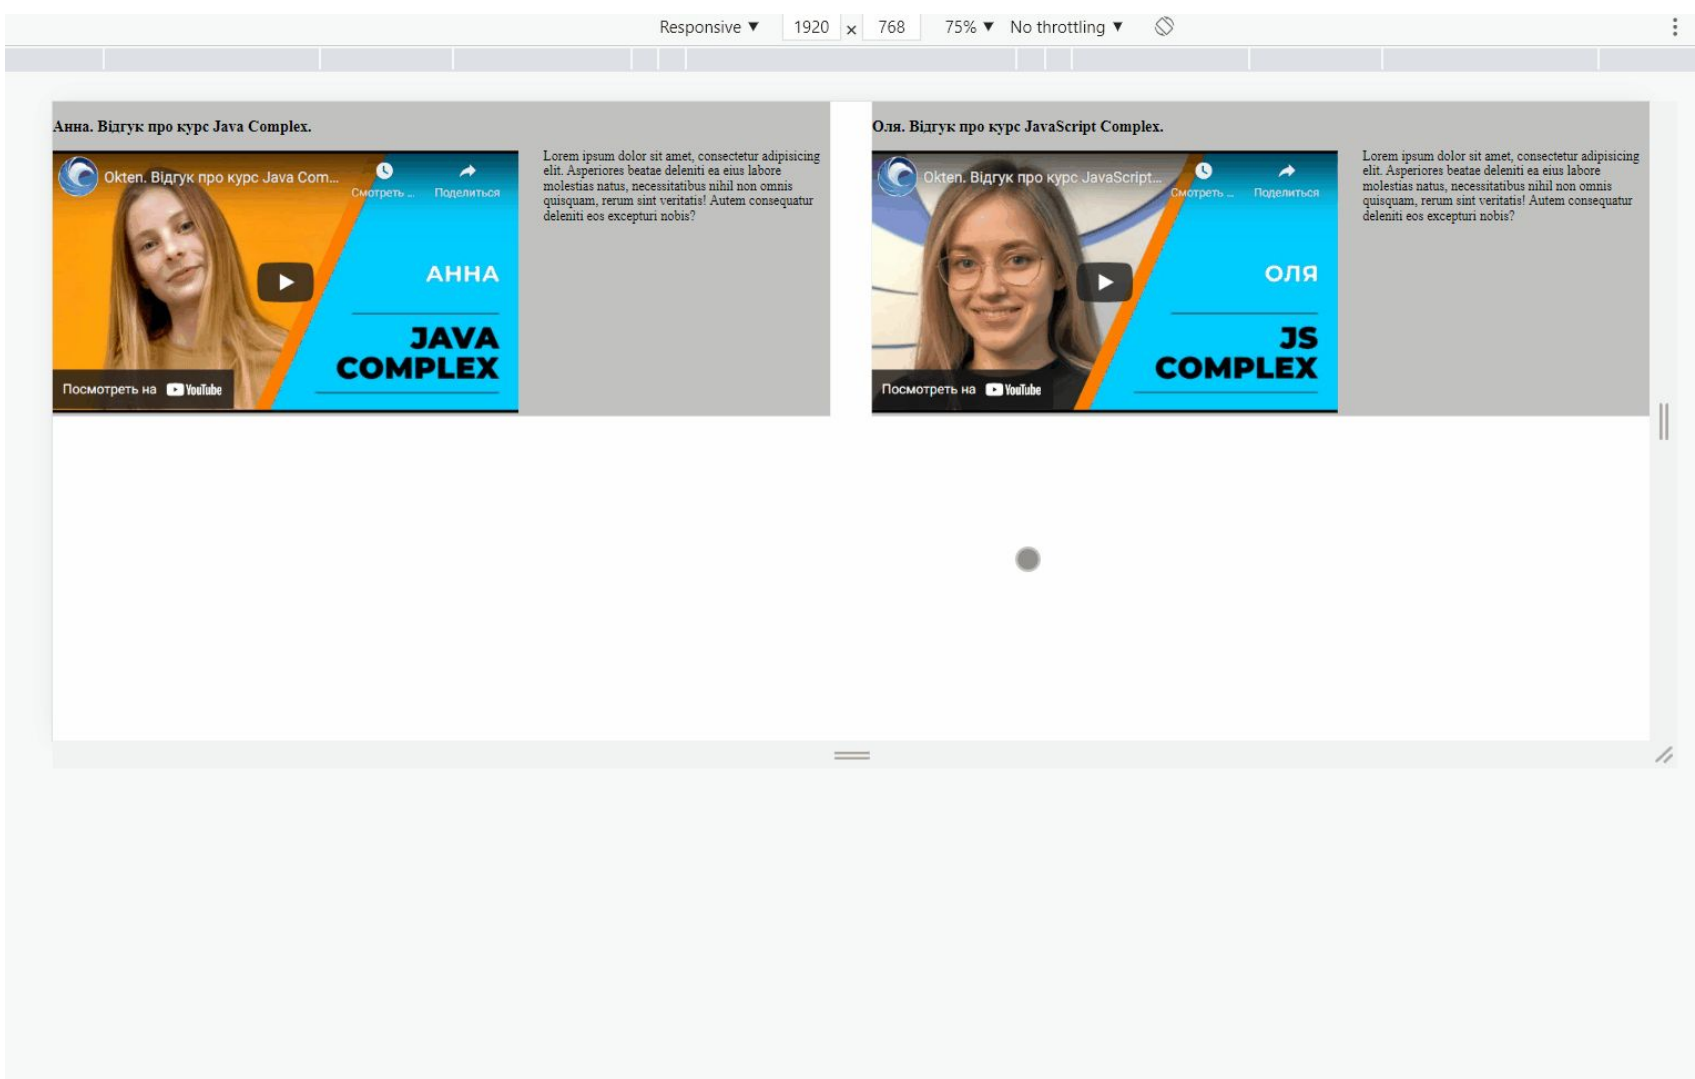 Responsive ▼ 1920 x 768 75% ▼ No throttling ▼
Анна. Відгук про курс Java Complex.
Okten. Відгук про курс Java Com...
Смотреть ...
Поделиться
АННА
JAVA
COMPLEX
Посмотреть на YouTube
Lorem ipsum dolor sit amet, consectetur adipisicing
elit. Asperiores beatae deleniti ea eius labore
molestias natus, necessitatibus nihil non omnis
quisquam, rerum sint veritatis! Autem consequatur
deleniti eos excepturi nobis?
Оля. Відгук про курс JavaScript Complex.
Okten. Відгук про курс JavaScript...
Смотреть ...
Поделиться
ОЛЯ
JS
COMPLEX
Посмотреть на YouTube
Lorem ipsum dolor sit amet, consectetur adipisicing
elit. Asperiores beatae deleniti ea eius labore
molestias natus, necessitatibus nihil non omnis
quisquam, rerum sint veritatis! Autem consequatur
deleniti eos excepturi nobis?